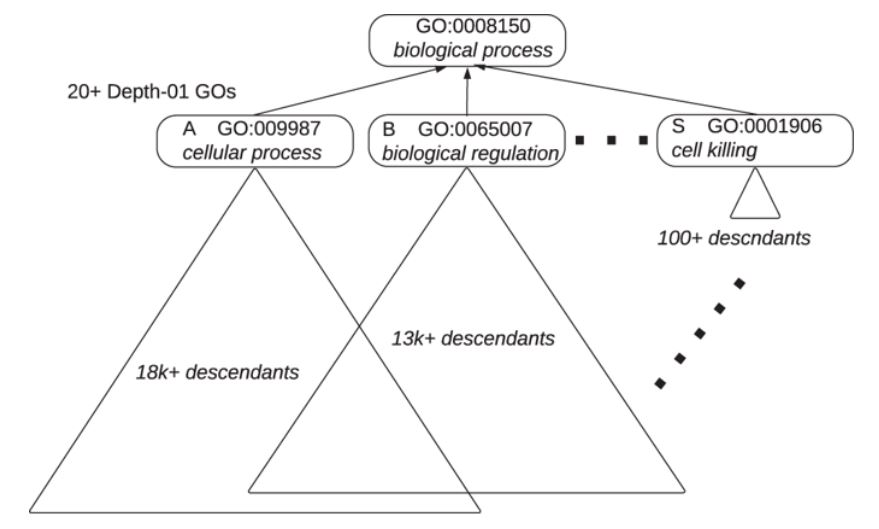 GO:0008150
biological process
20+ Depth-01 GOs
A GO:009987
cellular process
B GO:0065007
biological regulation
S GO:0001906
cell killing
100+ descndants
13k+ descendants
18k+ descendants